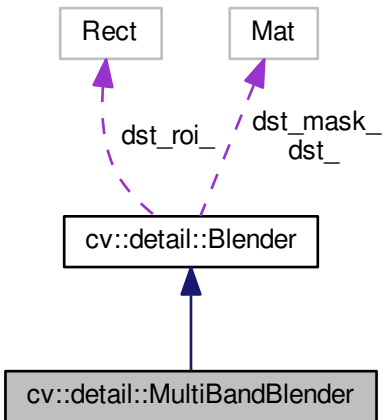 Rect
Mat
dst_roi_
dst_mask_
dst_
cv::detail::Blender
cv::detail::MultiBandBlender